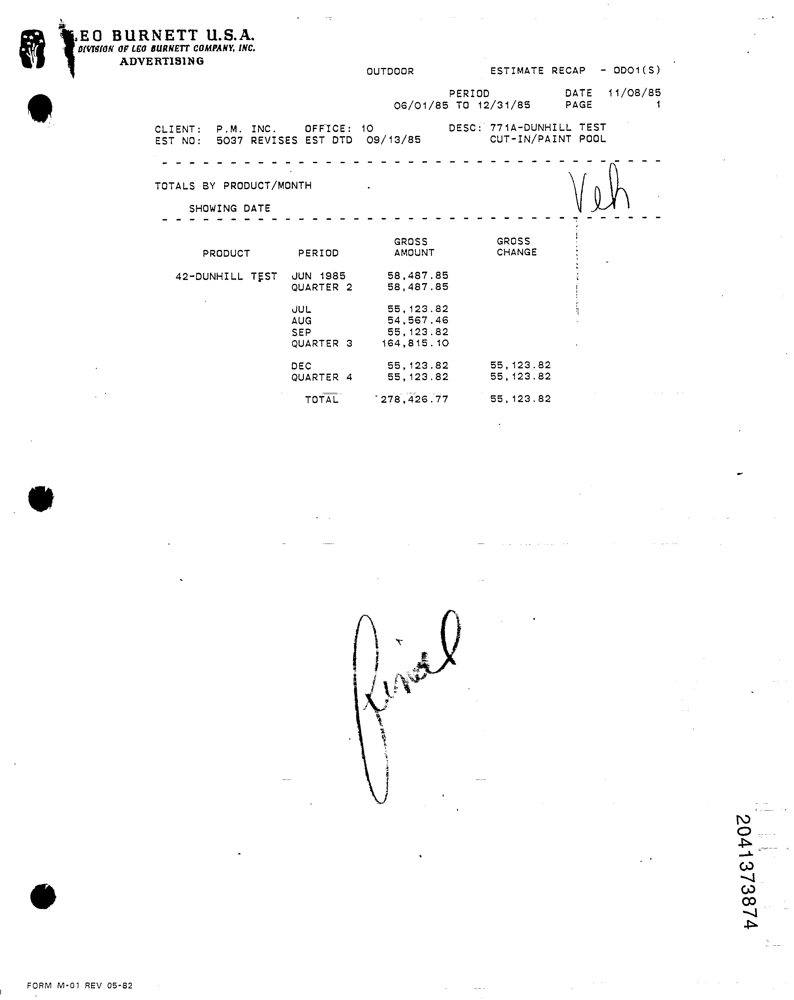 LEO BURNETT U.S.A.
DIVISION OF LEO BURNETT COMPANY, INC.
ADVERTISING
OUTDOOR ESTIMATE RECAP - ODO1(S)
PERIOD DATE 11/08/85
06/01/85 TO 12/31/85 PAGE 1
CLIENT: P.M. INC. OFFICE: 10 DESC: 771A-DUNHILL TEST
EST NO: 5037 REVISES EST DTD 09/13/85 CUT-IN/PAINT POOL
TOTALS BY PRODUCT/MONTH
Veh
SHOWING DATE
GROSS GROSS
PRODUCT PERIOD AMOUNT CHANGE
42-DUNHILL TEST JUN 1985 58,487.85
QUARTER 2 58,487.85
JUL 55,123.82
AUG 54,567.46
SEP 55,123.82
QUARTER 3 164,815.10
DEC 55,123.82 55,123.82
QUARTER 4 55,123.82 55,123.82
TOTAL 278,426.77 55,123.82
2041373874
FORM M-01 REV 05-82